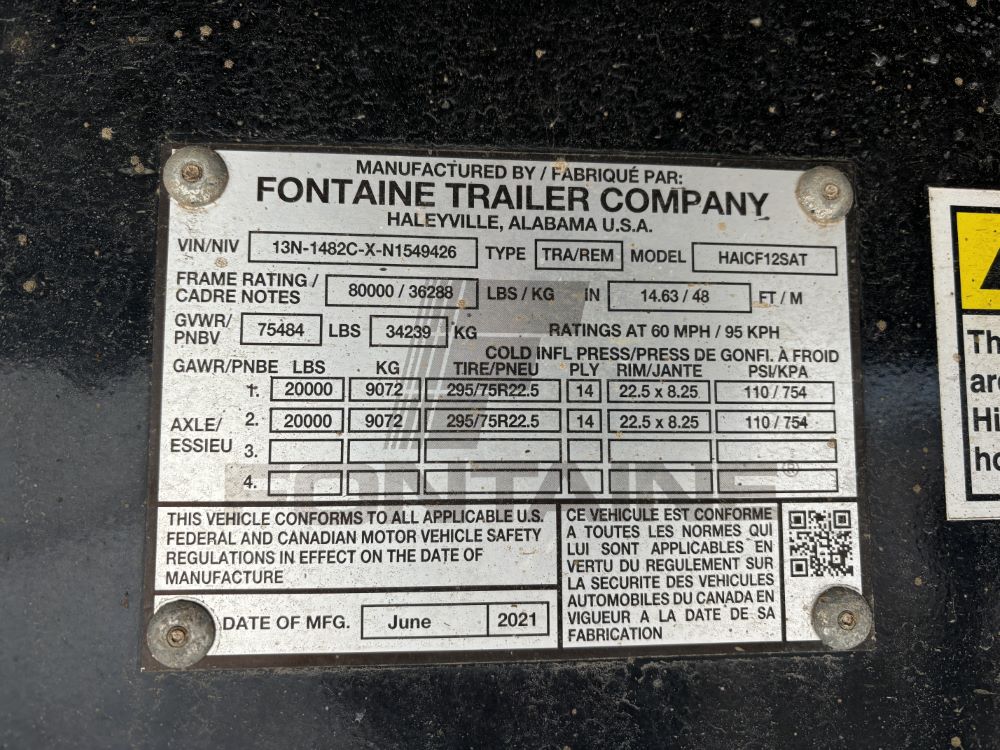 MANUFACTURED BY / FABRIQUÉ PAR:
FONTAINE TRAILER COMPANY
HALEYVILLE, ALABAMA U.S.A.
VIN/NIV 13N-1482C-X-N1549426 TYPE TRA/REM MODEL HAICF12SAT
FRAME RATING /
CADRE NOTES 80000 / 36288 LBS / KG IN 14.63 / 48 FT / M
GVWR/
PNBV 75484 LBS 34239 KG RATINGS AT 60 MPH / 95 KPH
COLD INFL PRESS/PRESS DE GONFI. À FROID
GAWR/PNBE LBS KG TIRE/PNEU PLY RIM/JANTE PSI/KPA
AXLE/
ESSIEU
1. 20000 9072 295/75R22.5 14 22.5 x 8.25 110 / 754
2. 20000 9072 295/75R22.5 14 22.5 x 8.25 110 / 754
3.
4.
FONTAINE ®
THIS VEHICLE CONFORMS TO ALL APPLICABLE U.S.
FEDERAL AND CANADIAN MOTOR VEHICLE SAFETY
REGULATIONS IN EFFECT ON THE DATE OF
MANUFACTURE
DATE OF MFG. June 2021
CE VEHICULE EST CONFORME
A TOUTES LES NORMES QUI
LUI SONT APPLICABLES EN
VERTU DU REGULEMENT SUR
LA SECURITE DES VEHICULES
AUTOMOBILES DU CANADA EN
VIGUEUR A LA DATE DE SA
FABRICATION
Th
are
Hi
ho